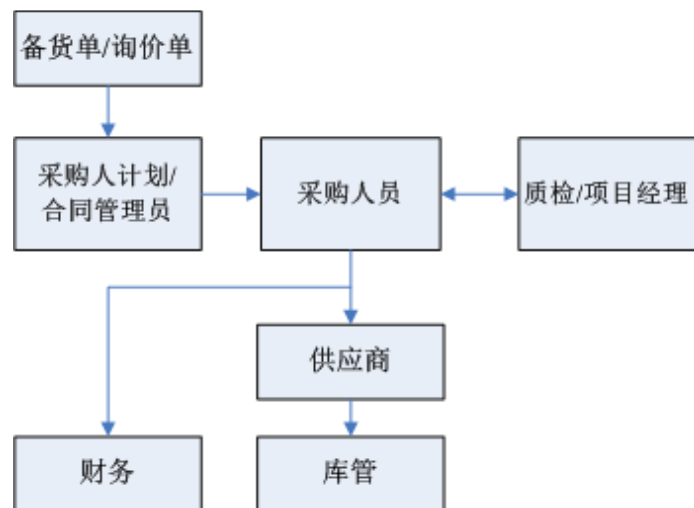 备货单/询价单
采购人计划/
合同管理员
采购人员
质检/项目经理
供应商
财务
库管